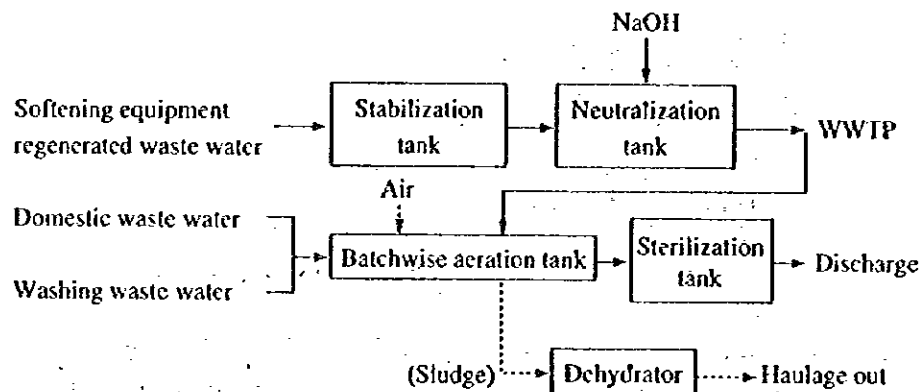 NaOH
Softening equipment
regenerated waste water
Stabilization
tank
Neutralization
tank
WWTP
Air
Domestic waste water
Washing waste water
Batchwise aeration tank
Sterilization
tank
Discharge
(Sludge)
Dehydrator
Haulage out